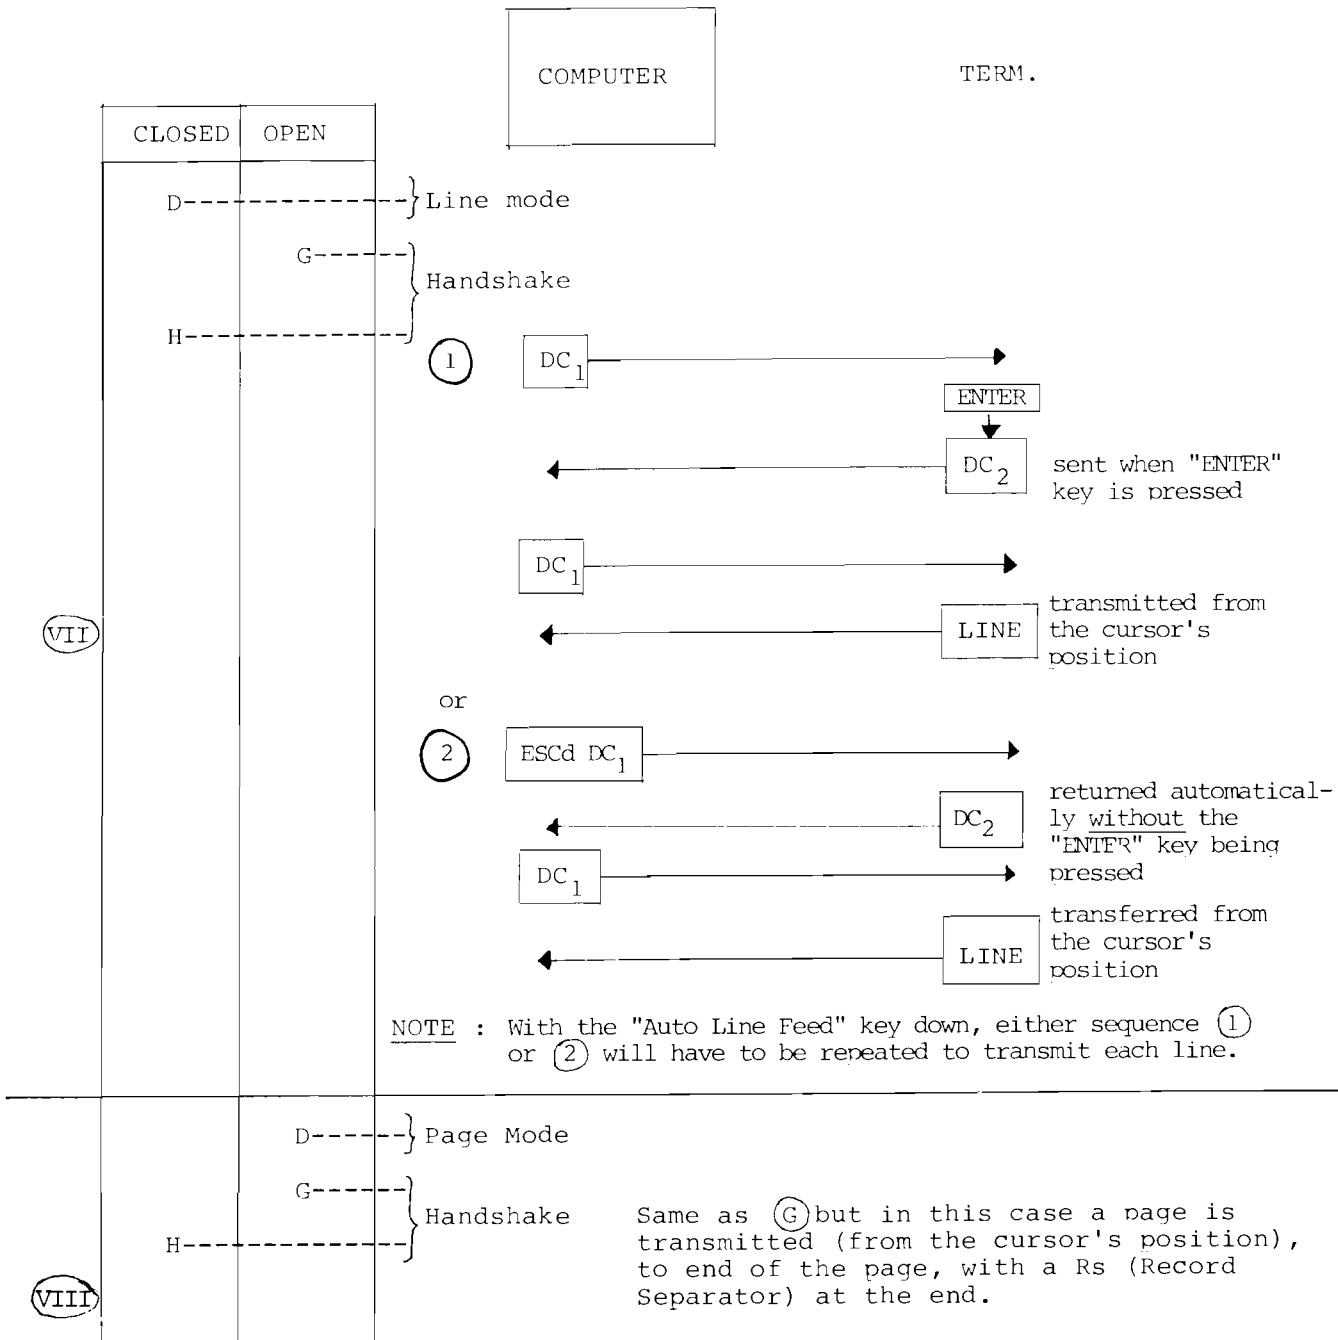 COMPUTER TERM.
CLOSED OPEN
D Line mode
G
Handshake
H
1 DC1
ENTER
DC2 sent when "ENTER"
key is pressed
DC1
VII
LINE transmitted from
the cursor's
position
or
2 ESCd DC1
DC2 returned automatical-
ly without the
"ENTER" key being
pressed
DC1
LINE transferred from
the cursor's
position
NOTE : With the "Auto Line Feed" key down, either sequence 1
or 2 will have to be repeated to transmit each line.
D Page Mode
G
Handshake
H
VIII
Same as G but in this case a page is
transmitted (from the cursor's position),
to end of the page, with a Rs (Record
Separator) at the end.